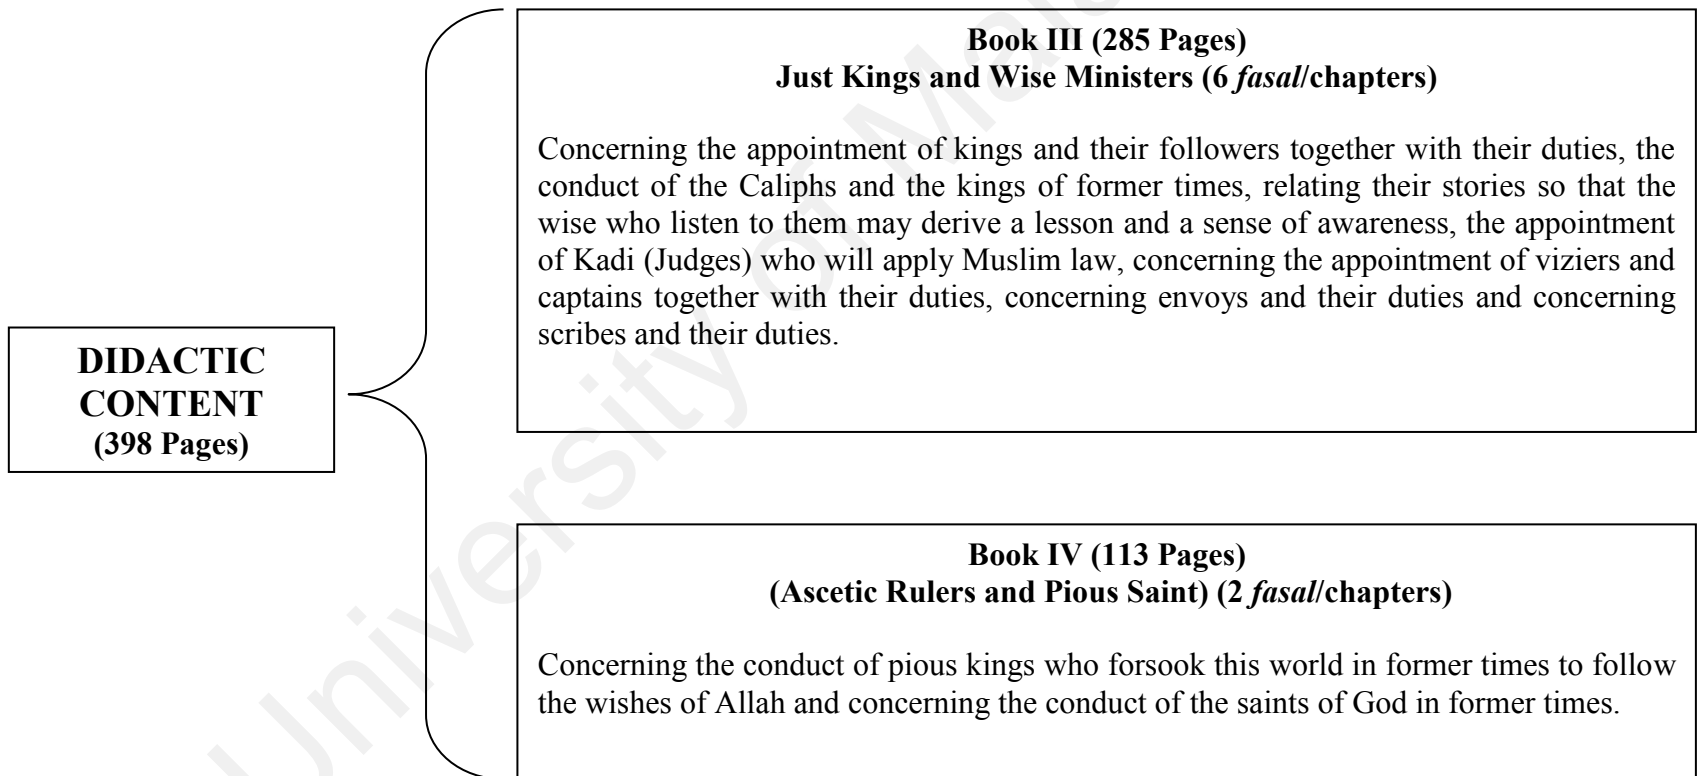 Book III (285 Pages)
Just Kings and Wise Ministers (6 fasal/chapters)
Concerning the appointment of kings and their followers together with their duties, the
conduct of the Caliphs and the kings of former times, relating their stories so that the
wise who listen to them may derive a lesson and a sense of awareness, the appointment
of Kadi (Judges) who will apply Muslim law, concerning the appointment of viziers and
captains together with their duties, concerning envoys and their duties and concerning
scribes and their duties.
DIDACTIC
CONTENT
(398 Pages)
Book IV (113 Pages)
(Ascetic Rulers and Pious Saint) (2 fasal/chapters)
Concerning the conduct of pious kings who forsook this world in former times to follow
the wishes of Allah and concerning the conduct of the saints of God in former times.
University of Mala